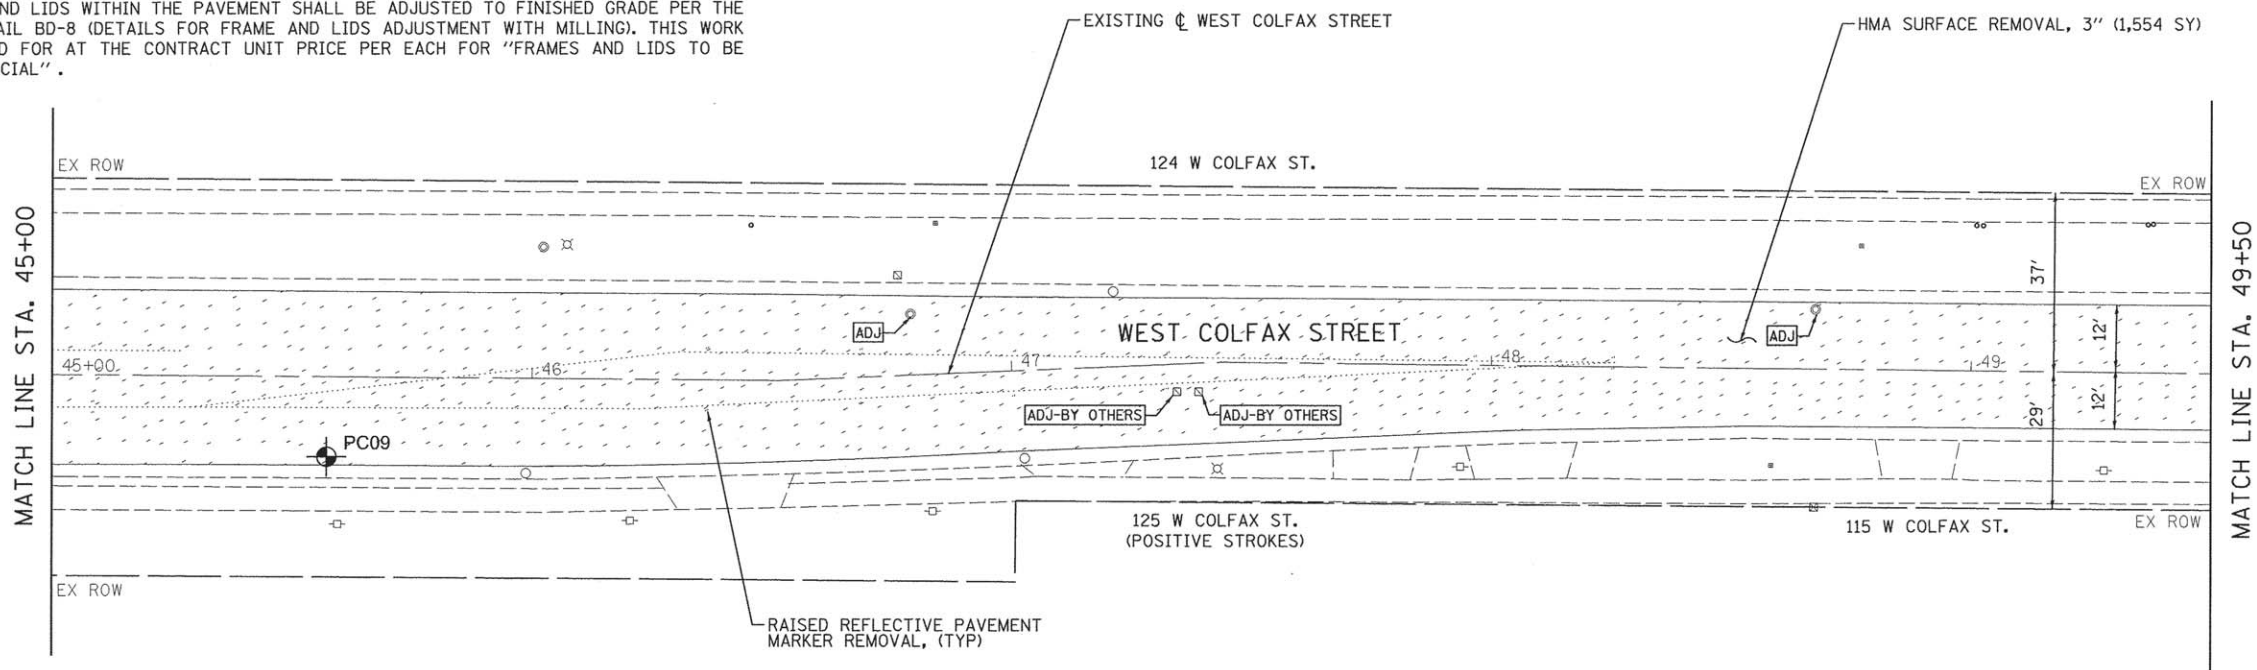 ND LIDS WITHIN THE PAVEMENT SHALL BE ADJUSTED TO FINISHED GRADE PER THE
AIL BD-8 (DETAILS FOR FRAME AND LIDS ADJUSTMENT WITH MILLING). THIS WORK
D FOR AT THE CONTRACT UNIT PRICE PER EACH FOR "FRAMES AND LIDS TO BE
CIAL".
EXISTING ℄ WEST COLFAX STREET
HMA SURFACE REMOVAL, 3" (1,554 SY)
EX ROW
124 W COLFAX ST.
EX ROW
MATCH LINE STA. 45+00
MATCH LINE STA. 49+50
37'
ADJ
WEST COLFAX STREET
ADJ
12'
45+00
46
47
48
49
ADJ-BY OTHERS
ADJ-BY OTHERS
29'
12'
PC09
125 W COLFAX ST.
(POSITIVE STROKES)
115 W COLFAX ST.
EX ROW
EX ROW
RAISED REFLECTIVE PAVEMENT
MARKER REMOVAL, (TYP)